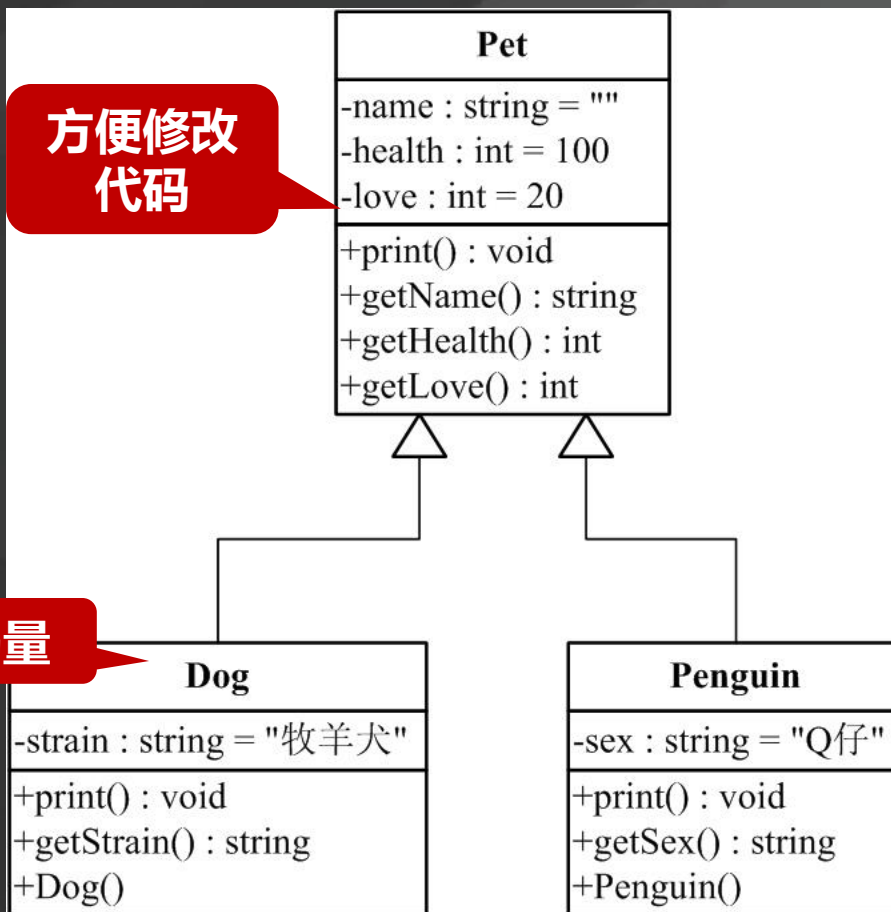 Pet
-name : string = ""
-health : int = 100
-love : int = 20
+print() : void
+getName() : string
+getHealth() : int
+getLove() : int
方便修改
代码
量
Dog
-strain : string = "牧羊犬"
+print() : void
+getStrain() : string
+Dog()
Penguin
-sex : string = "Q仔"
+print() : void
+getSex() : string
+Penguin()